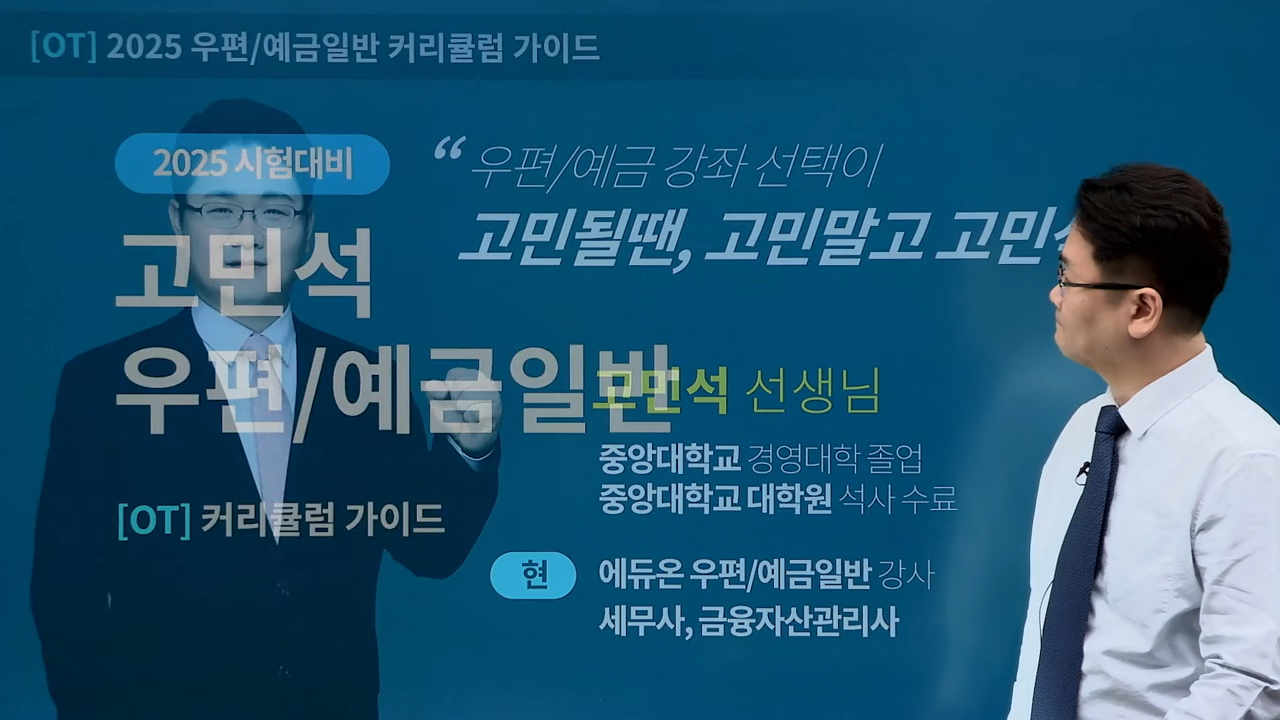 [OT] 2025 우편/예금일반 커리큘럼 가이드
2025 시험대비
고민석
우편/예금일반
[OT] 커리큘럼 가이드
“ 우편/예금 강좌 선택이
고민될땐, 고민말고 고민
고민석 선생님
중앙대학교 경영대학 졸업
중앙대학교 대학원 석사 수료
현
에듀온 우편/예금일반 강사
세무사, 금융자산관리사